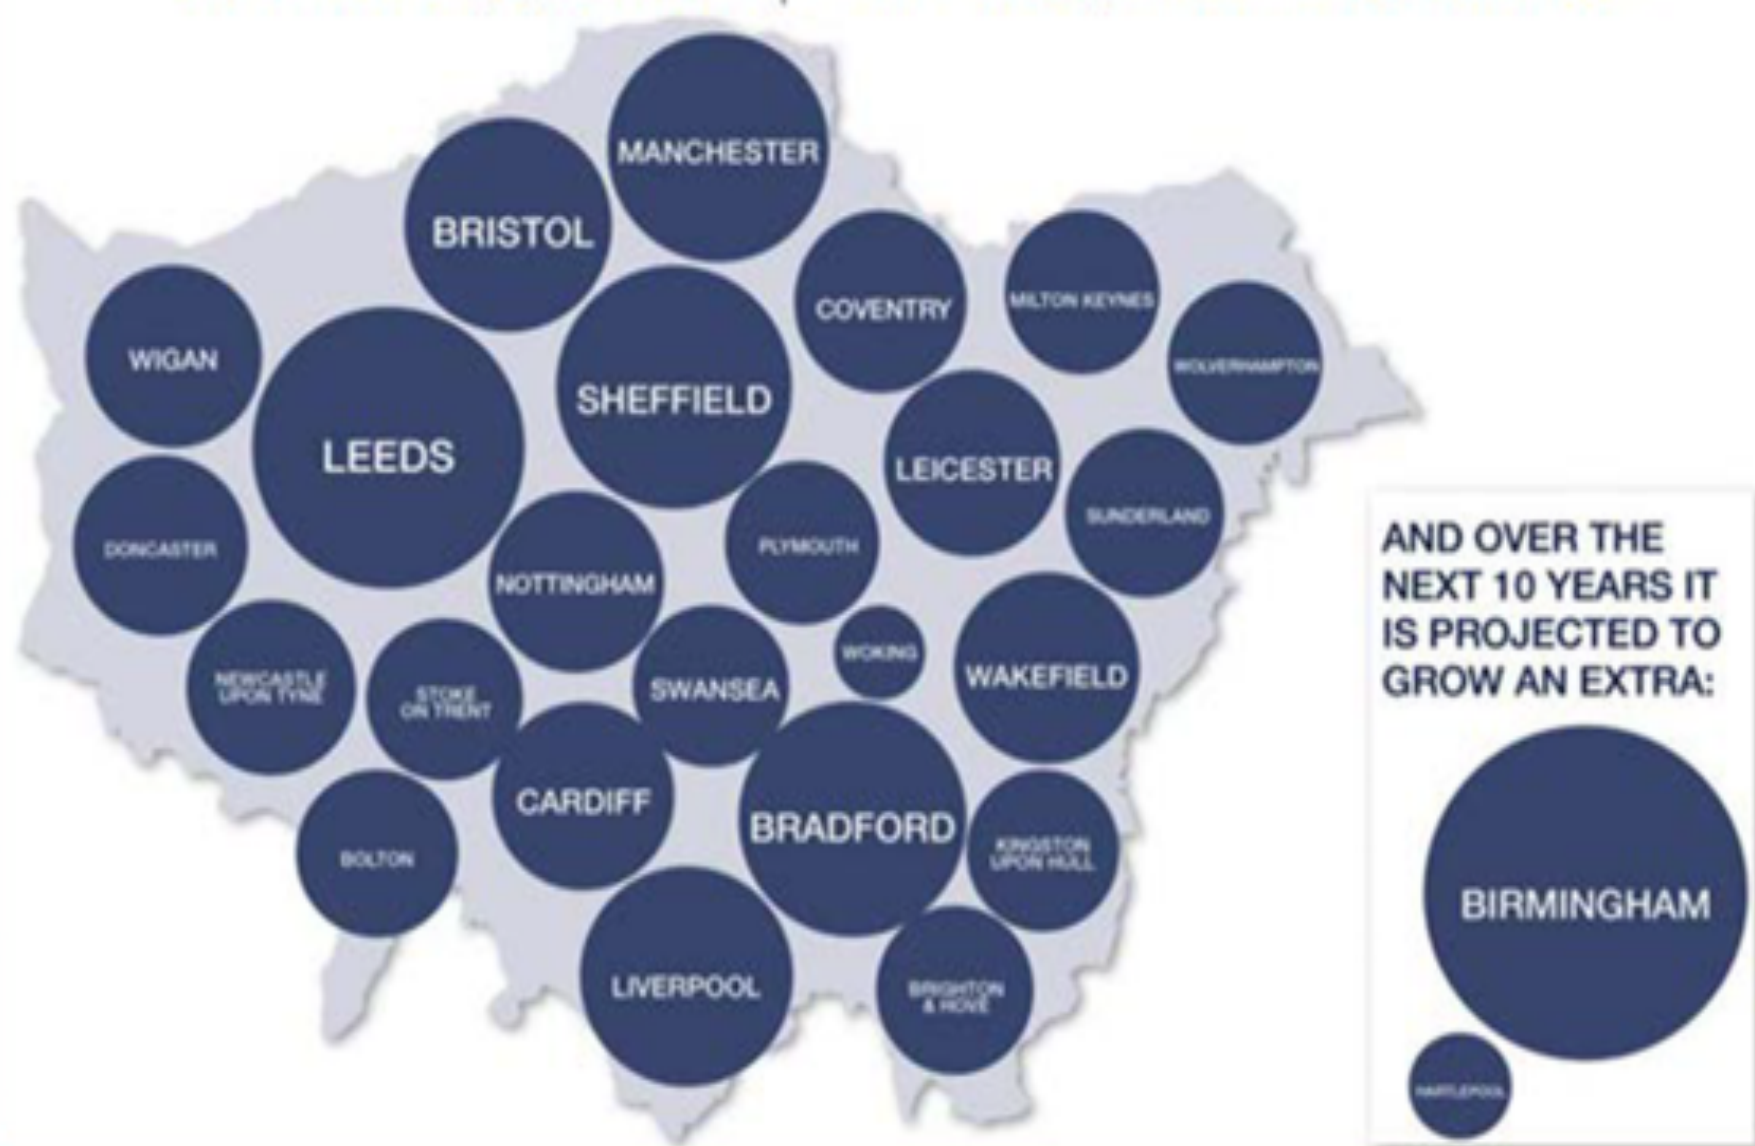 MANCHESTER
BRISTOL
COVENTRY
MILTON KEYNES
WIGAN
WOLVERHAMPTON
SHEFFIELD
LEEDS
LEICESTER
SUNDERLAND
DONCASTER
PLYMOUTH
NOTTINGHAM
WOKING
NEWCASTLE
UPON TYNE
STOKE
ON TRENT
SWANSEA
WAKEFIELD
CARDIFF
BRADFORD
KINGSTON
UPON HULL
BOLTON
LIVERPOOL
BRIGHTON
& HOVE
AND OVER THE
NEXT 10 YEARS IT
IS PROJECTED TO
GROW AN EXTRA:
BIRMINGHAM
HARTLEPOOL